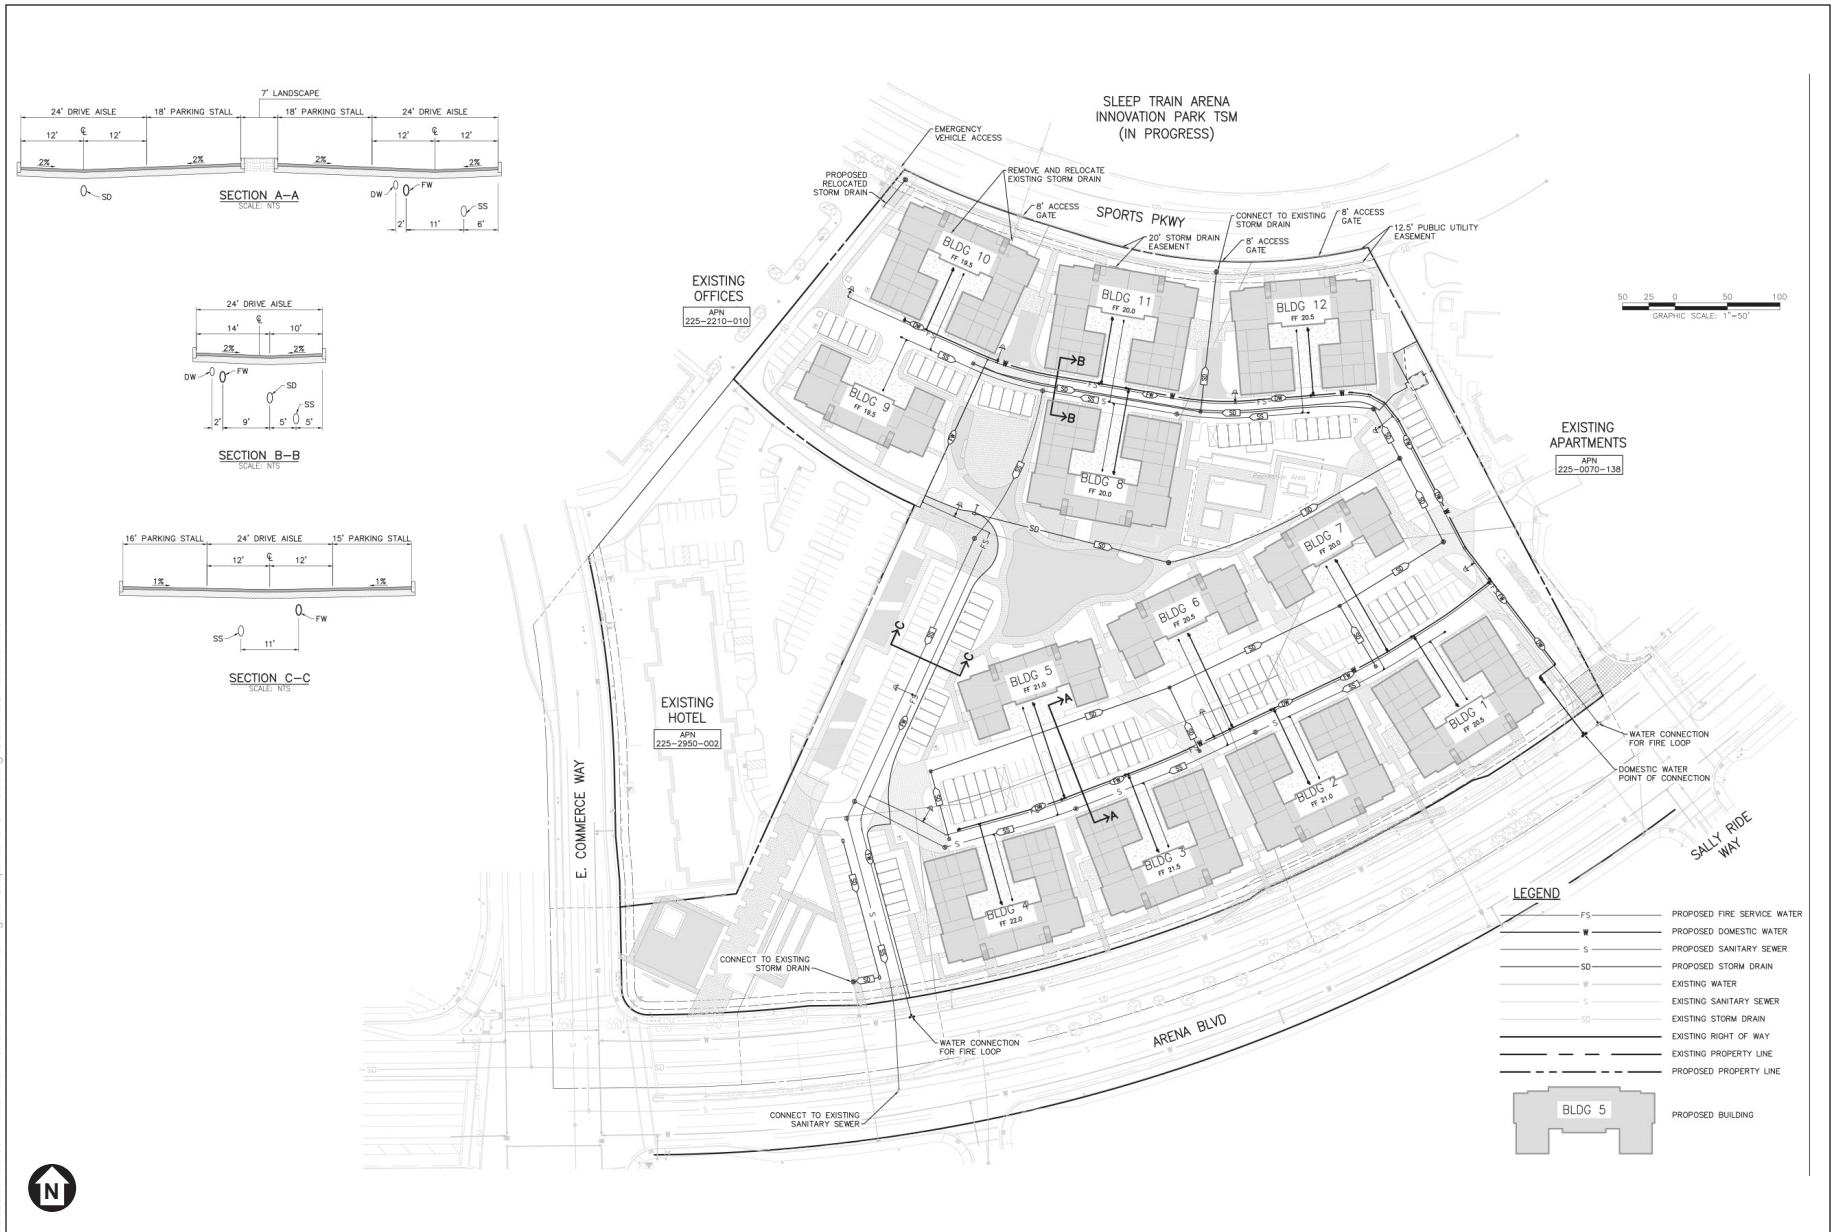 7' LANDSCAPE
24' DRIVE AISLE
18' PARKING STALL
18' PARKING STALL
24' DRIVE AISLE
12'
℄
12'
12'
℄
12'
2%
2%
2%
2%
SD
DW
FW
SS
2'
11'
6'
SECTION A-A
SCALE: NTS
24' DRIVE AISLE
14'
℄
10'
2%
2%
DW
FW
SD
SS
2'
9'
5'
5'
SECTION B-B
SCALE: NTS
16' PARKING STALL
24' DRIVE AISLE
15' PARKING STALL
12'
℄
12'
1%
1%
SS
FW
11'
SECTION C-C
SCALE: NTS
SLEEP TRAIN ARENA
INNOVATION PARK TSM
(IN PROGRESS)
EMERGENCY
VEHICLE ACCESS
PROPOSED
RELOCATED
STORM DRAIN
REMOVE AND RELOCATE
EXISTING STORM DRAIN
8' ACCESS
GATE
SPORTS PKWY
20' STORM DRAIN
EASEMENT
CONNECT TO EXISTING
STORM DRAIN
8' ACCESS
GATE
8' ACCESS
GATE
12.5' PUBLIC UTILITY
EASEMENT
EXISTING
OFFICES
APN
225-2210-010
50 25 0 50 100
GRAPHIC SCALE: 1"=50'
BLDG 10
FF 19.5
BLDG 11
FF 20.0
BLDG 12
FF 20.5
BLDG 9
FF 19.5
BLDG 8
FF 20.0
B
B
Pool
Recreation Area
EXISTING
APARTMENTS
APN
225-0070-138
BLDG 7
FF 20.0
BLDG 6
FF 20.5
BLDG 5
FF 21.0
C
C
A
A
BLDG 1
FF 20.5
BLDG 2
FF 21.0
BLDG 3
FF 21.5
BLDG 4
FF 22.0
EXISTING
HOTEL
APN
225-2950-002
E. COMMERCE WAY
WATER CONNECTION
FOR FIRE LOOP
DOMESTIC WATER
POINT OF CONNECTION
SALLY RIDE
WAY
CONNECT TO EXISTING
STORM DRAIN
WATER CONNECTION
FOR FIRE LOOP
ARENA BLVD
CONNECT TO EXISTING
SANITARY SEWER
LEGEND
FS PROPOSED FIRE SERVICE WATER
W PROPOSED DOMESTIC WATER
S PROPOSED SANITARY SEWER
SD PROPOSED STORM DRAIN
W EXISTING WATER
S EXISTING SANITARY SEWER
SD EXISTING STORM DRAIN
EXISTING RIGHT OF WAY
EXISTING PROPERTY LINE
PROPOSED PROPERTY LINE
BLDG 5
PROPOSED BUILDING
N